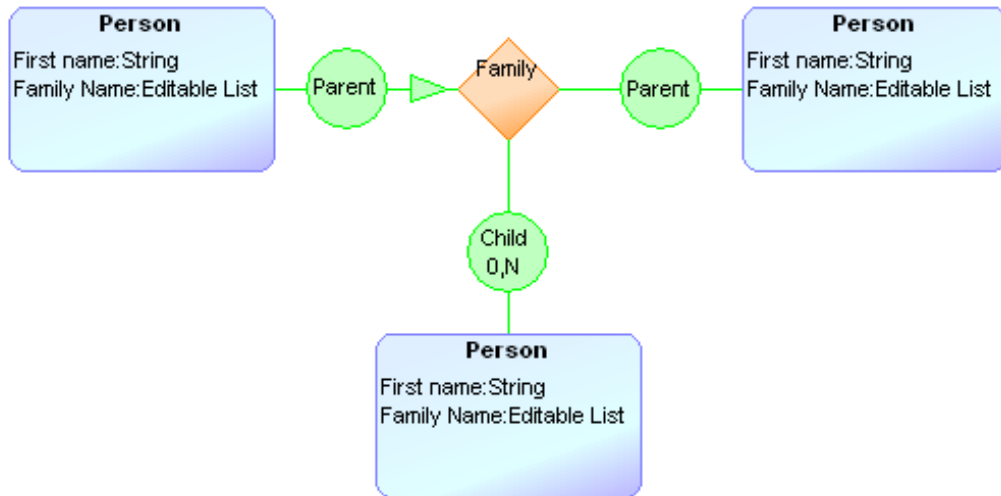 Person
First name:String
Family Name:Editable List
Parent
Family
Parent
Person
First name:String
Family Name:Editable List
Child
0,N
Person
First name:String
Family Name:Editable List